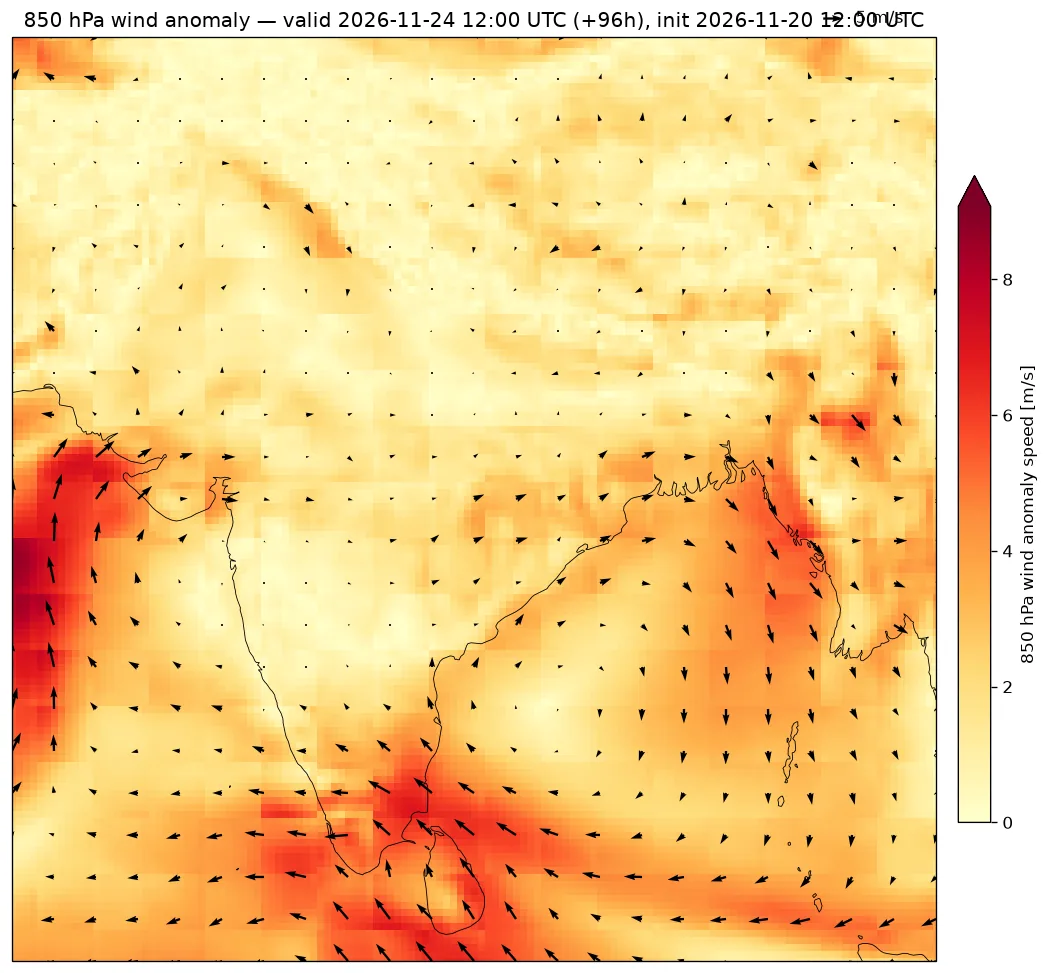 850 hPa wind anomaly — valid 2026-11-24 12:00 UTC (+96h), init 2026-11-20 12:00 UTC
5 m/s
8
6
4
2
0
850 hPa wind anomaly speed [m/s]